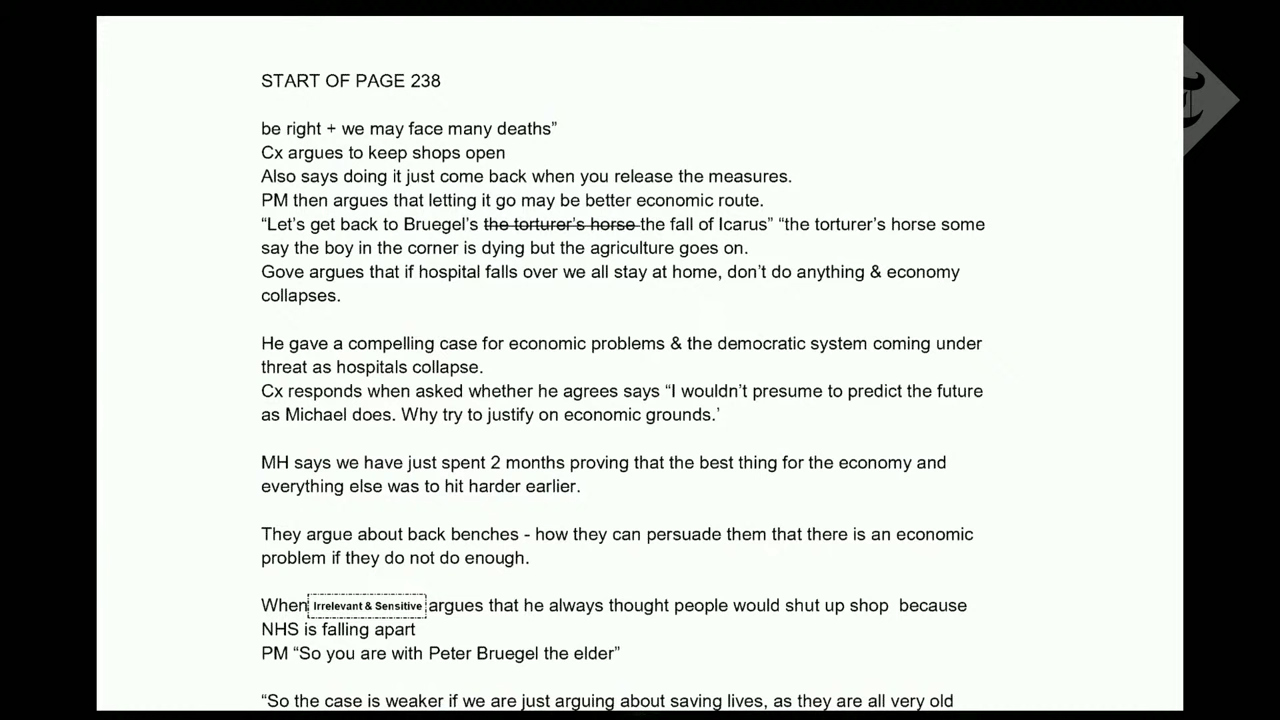 START OF PAGE 238
be right + we may face many deaths”
Cx argues to keep shops open
Also says doing it just come back when you release the measures.
PM then argues that letting it go may be better economic route.
“Let’s get back to Bruegel’s the torturer’s horse the fall of Icarus” “the torturer’s horse some
say the boy in the corner is dying but the agriculture goes on.
Gove argues that if hospital falls over we all stay at home, don’t do anything & economy
collapses.
He gave a compelling case for economic problems & the democratic system coming under
threat as hospitals collapse.
Cx responds when asked whether he agrees says “I wouldn’t presume to predict the future
as Michael does. Why try to justify on economic grounds.’
MH says we have just spent 2 months proving that the best thing for the economy and
everything else was to hit harder earlier.
They argue about back benches - how they can persuade them that there is an economic
problem if they do not do enough.
When Irrelevant & Sensitive argues that he always thought people would shut up shop because
NHS is falling apart
PM “So you are with Peter Bruegel the elder”
“So the case is weaker if we are just arguing about saving lives, as they are all very old
T